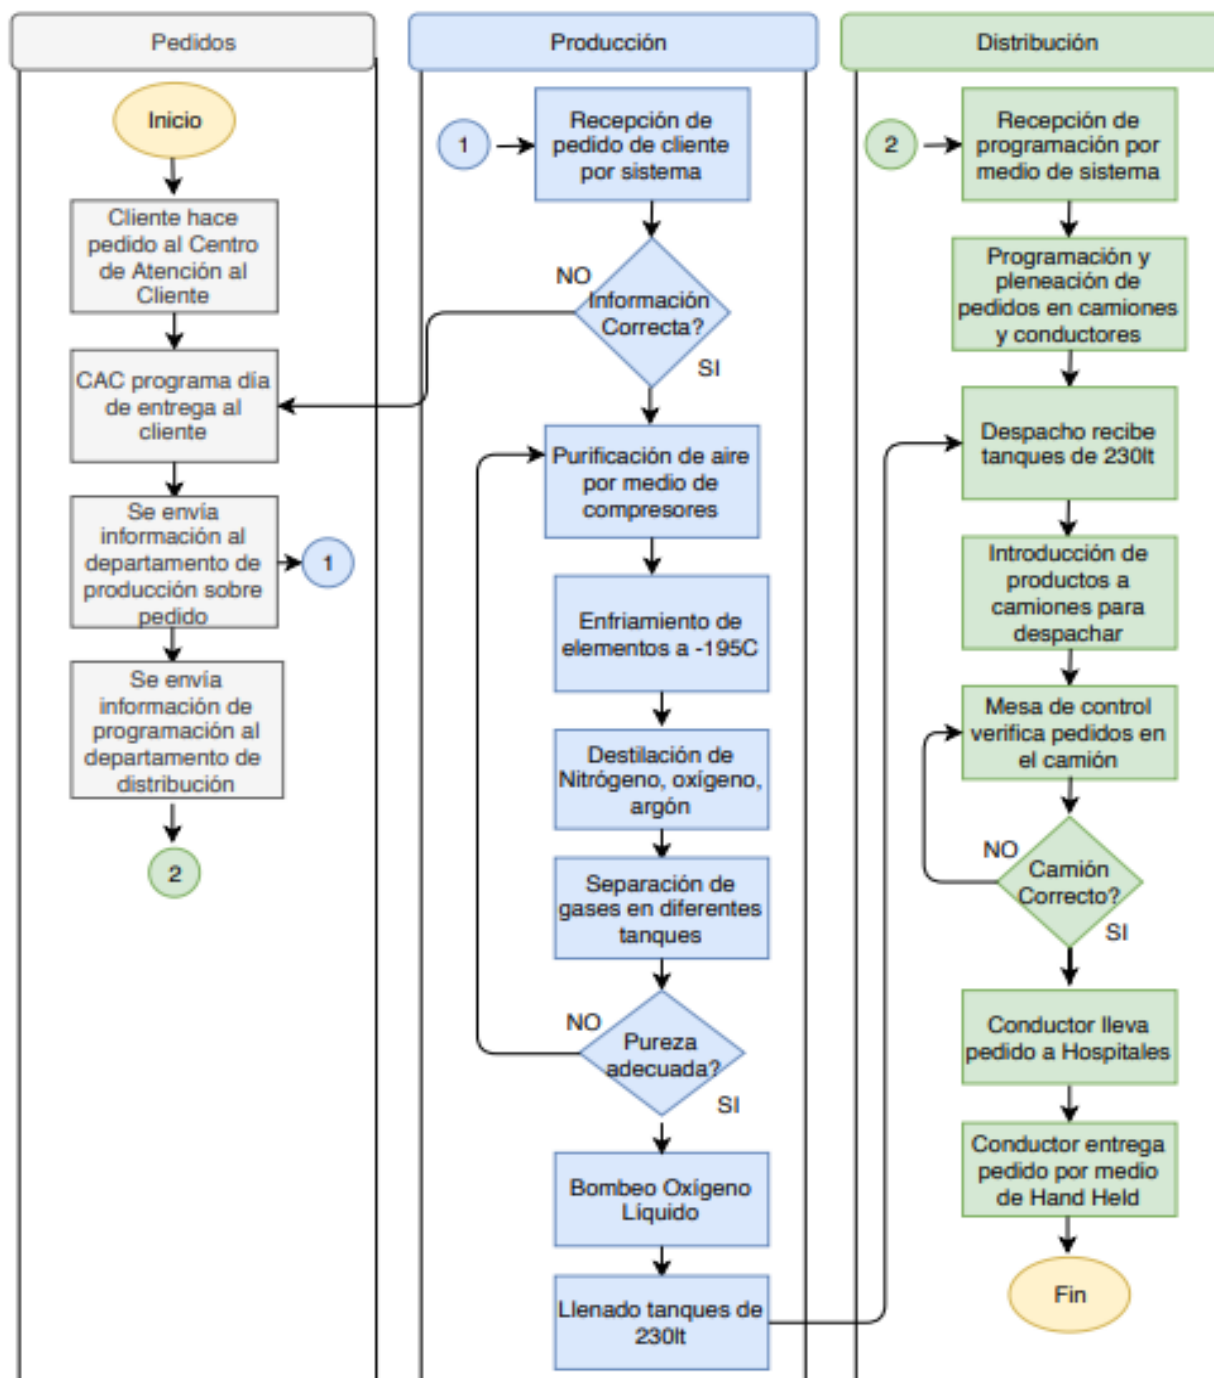 Pedidos
Inicio
Cliente hace
pedido al Centro
de Atención al
Cliente
CAC programa día
de entrega al
cliente
Se envía
información al
departamento de
producción sobre
pedido
1
Se envía
información de
programación al
departamento de
distribución
2
Producción
1
Recepción de
pedido de cliente
por sistema
NO
Información
Correcta?
SI
Purificación de aire
por medio de
compresores
Enfriamiento de
elementos a -195C
Destilación de
Nitrógeno, oxígeno,
argón
Separación de
gases en diferentes
tanques
NO
Pureza
adecuada?
SI
Bombeo Oxígeno
Líquido
Llenado tanques de
230lt
Distribución
2
Recepción de
programación por
medio de sistema
Programación y
pleneación de
pedidos en camiones
y conductores
Despacho recibe
tanques de 230lt
Introducción de
productos a
camiones para
despachar
Mesa de control
verifica pedidos en
el camión
NO
Camión
Correcto?
SI
Conductor lleva
pedido a Hospitales
Conductor entrega
pedido por medio
de Hand Held
Fin